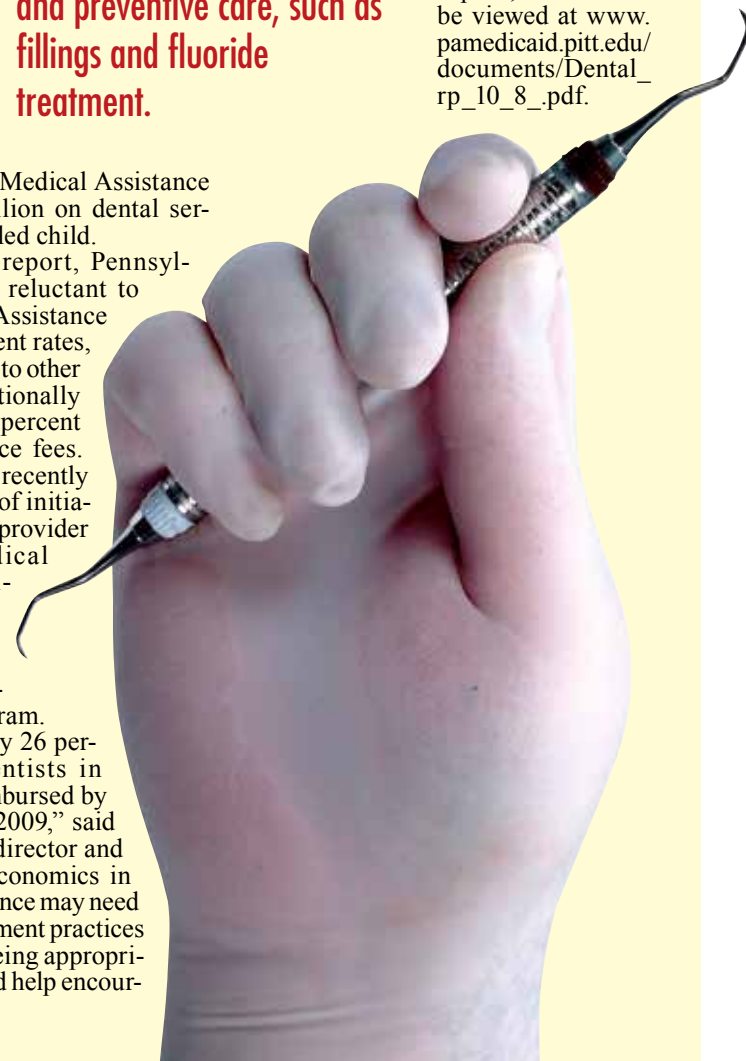 and preventive care, such as
fillings and fluoride
treatment.
Medical Assistance
lion on dental ser-
led child.
report, Pennsyl-
reluctant to
Assistance
ent rates,
to other
tionally
percent
ce fees.
recently
of initia-
provider
dical
-
-
ram.
y 26 per-
entists in
bursed by
2009,” said
director and
conomics in
nce may need
ment practices
eing appropri-
d help encour-
be viewed at www.
pamedicaid.pitt.edu/
documents/Dental_
rp_10_8_.pdf.